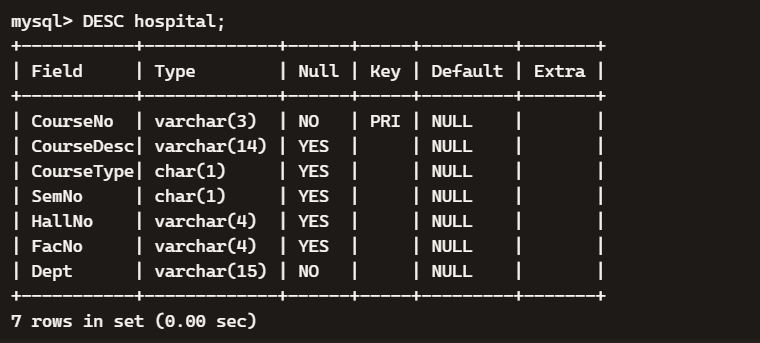 mysql> DESC hospital;
+-----------+-------------+------+-----+---------+-------+
| Field     | Type        | Null | Key | Default | Extra |
+-----------+-------------+------+-----+---------+-------+
| CourseNo  | varchar(3)  | NO   | PRI | NULL    |       |
| CourseDesc| varchar(14) | YES  |     | NULL    |       |
| CourseType| char(1)     | YES  |     | NULL    |       |
| SemNo     | char(1)     | YES  |     | NULL    |       |
| HallNo    | varchar(4)  | YES  |     | NULL    |       |
| FacNo     | varchar(4)  | YES  |     | NULL    |       |
| Dept      | varchar(15) | NO   |     | NULL    |       |
+-----------+-------------+------+-----+---------+-------+
7 rows in set (0.00 sec)